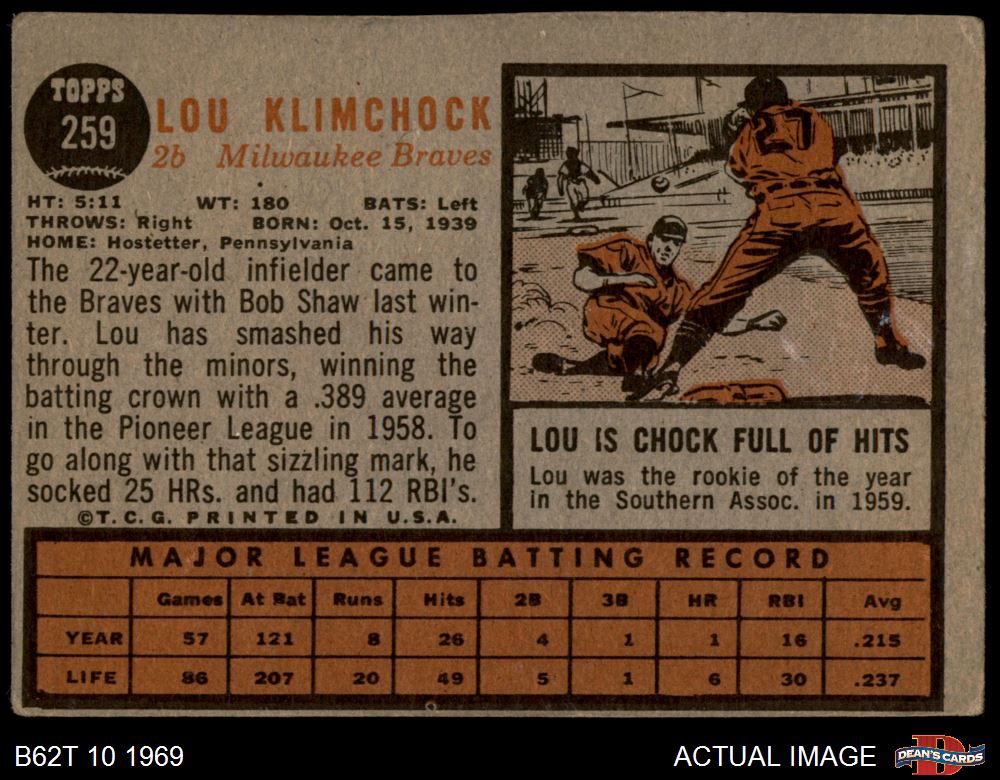 TOPPS
259
LOU KLIMCHOCK
2b Milwaukee Braves
HT: 5:11 WT: 180 BATS: Left
THROWS: Right BORN: Oct. 15, 1939
HOME: Hostetter, Pennsylvania
The 22-year-old infielder came to
the Braves with Bob Shaw last win-
ter. Lou has smashed his way
through the minors, winning the
batting crown with a .389 average
in the Pioneer League in 1958. To
go along with that sizzling mark, he
socked 25 HRs. and had 112 RBI's.
©T.C.G. PRINTED IN U.S.A.
27
LOU IS CHOCK FULL OF HITS
Lou was the rookie of the year
in the Southern Assoc. in 1959.
MAJOR LEAGUE BATTING RECORD
Games At Bat Runs Hits 2B 3B HR RBI Avg
YEAR 57 121 8 26 4 1 1 16 .215
LIFE 86 207 20 49 5 1 6 30 .237
B62T 10 1969
ACTUAL IMAGE
D
DEAN'S CARDS